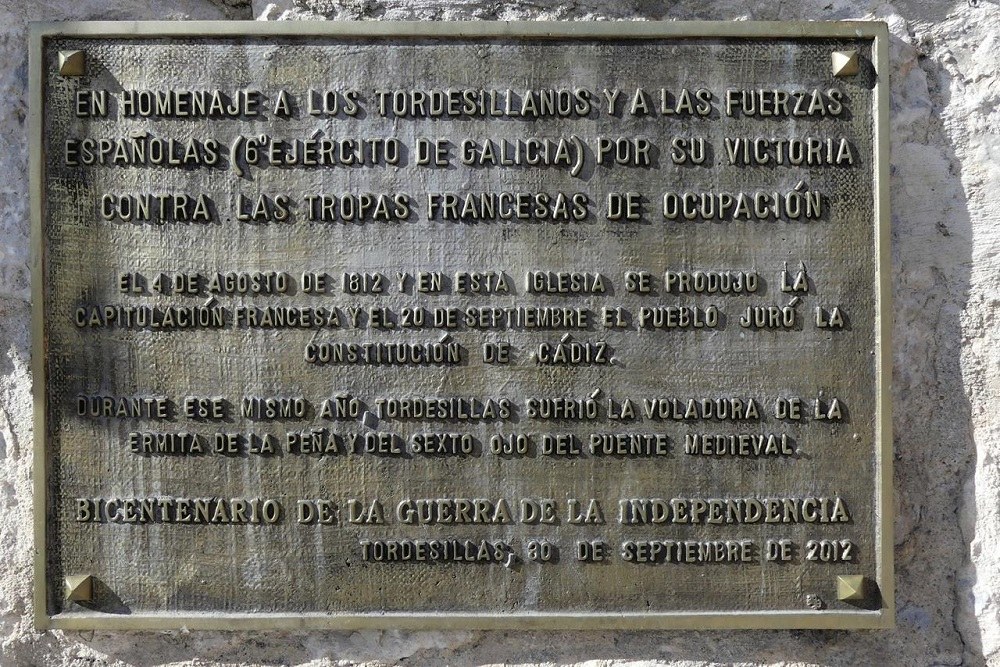 EN HOMENAJE A LOS TORDESILLANOS Y A LAS FUERZAS
ESPAÑOLAS (6º EJÉRCITO DE GALICIA) POR SU VICTORIA
CONTRA LAS TROPAS FRANCESAS DE OCUPACIÓN
EL 4 DE AGOSTO DE 1812 Y EN ESTA IGLESIA SE PRODUJO LA
CAPITULACIÓN FRANCESA Y EL 20 DE SEPTIEMBRE EL PUEBLO JURÓ LA
CONSTITUCIÓN DE CÁDIZ.
DURANTE ESE MISMO AÑO, TORDESILLAS SUFRIÓ LA VOLADURA DE LA
ERMITA DE LA PEÑA Y DEL SEXTO OJO DEL PUENTE MEDIEVAL.
BICENTENARIO DE LA GUERRA DE LA INDEPENDENCIA
TORDESILLAS, 30 DE SEPTIEMBRE DE 2012